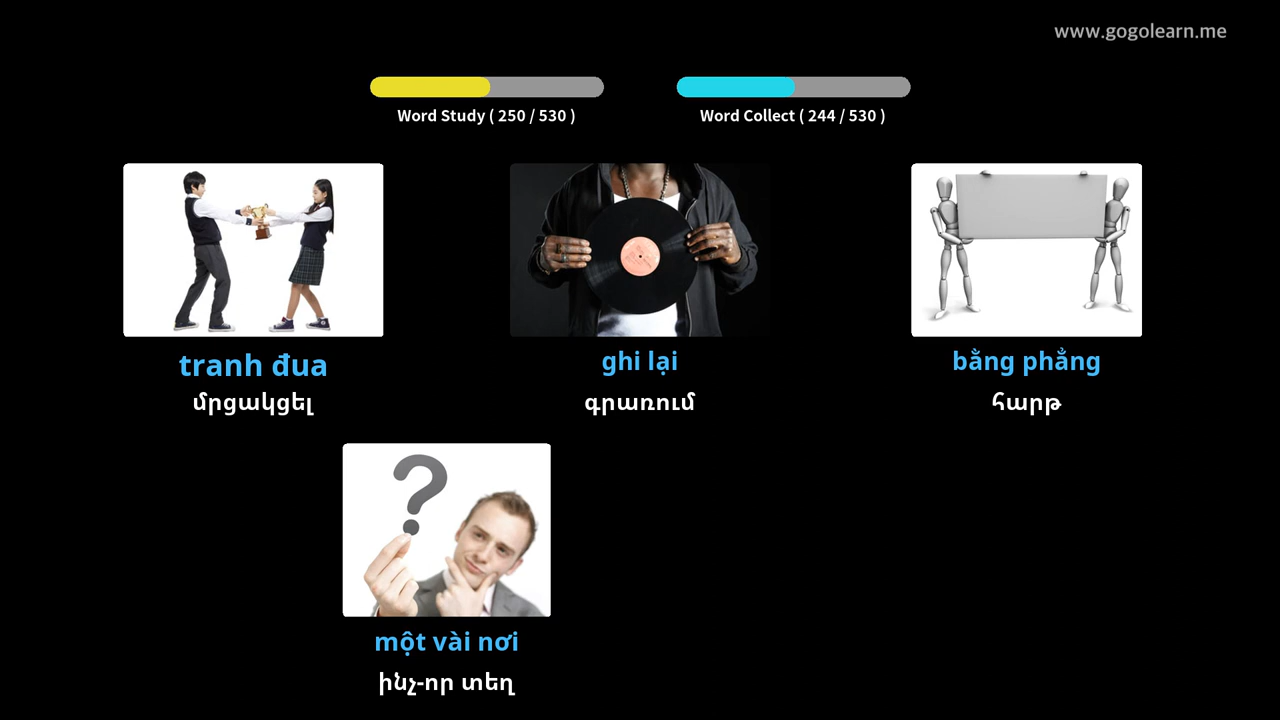 www.gogolearn.me
Word Study ( 250 / 530 )
Word Collect ( 244 / 530 )
tranh đua
մրցակցել
ghi lại
գրառում
bằng phẳng
հարթ
một vài nơi
ինչ-որ տեղ